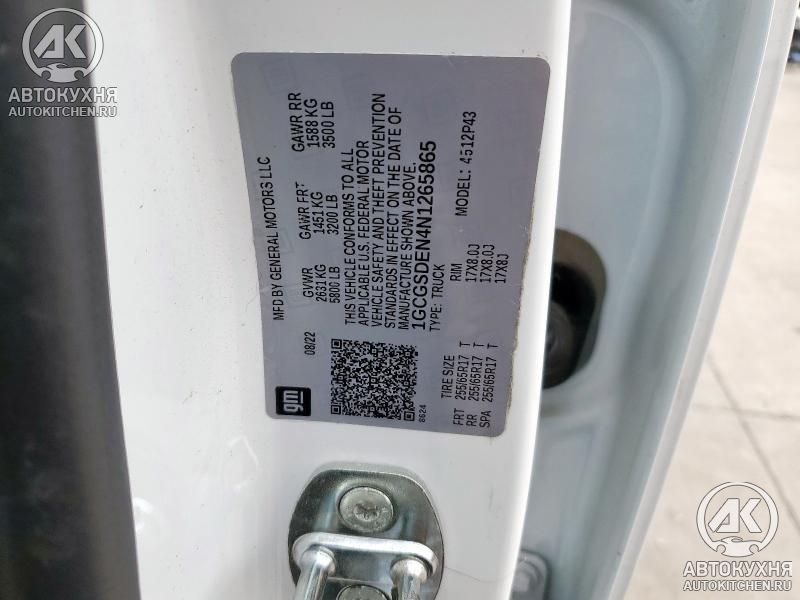 AK
АВТОКУХНЯ
AUTOKITCHEN.RU
MFD BY GENERAL MOTORS LLC
08/22
GVWR GAWR FRT GAWR RR
2631 KG 1451 KG 1588 KG
5800 LB 3200 LB 3500 LB
THIS VEHICLE CONFORMS TO ALL
APPLICABLE U.S. FEDERAL MOTOR
VEHICLE SAFETY AND THEFT PREVENTION
STANDARDS IN EFFECT ON THE DATE OF
MANUFACTURE SHOWN ABOVE.
1GCGSDEN4N1265865
TYPE: TRUCK MODEL: 4512P43
gm
8624
TIRE SIZE RIM
FRT 255/65R17 T 17X8.0J
RR 255/65R17 T 17X8.0J
SPA 255/65R17 T 17X8J
AK
АВТОКУХНЯ
AUTOKITCHEN.RU